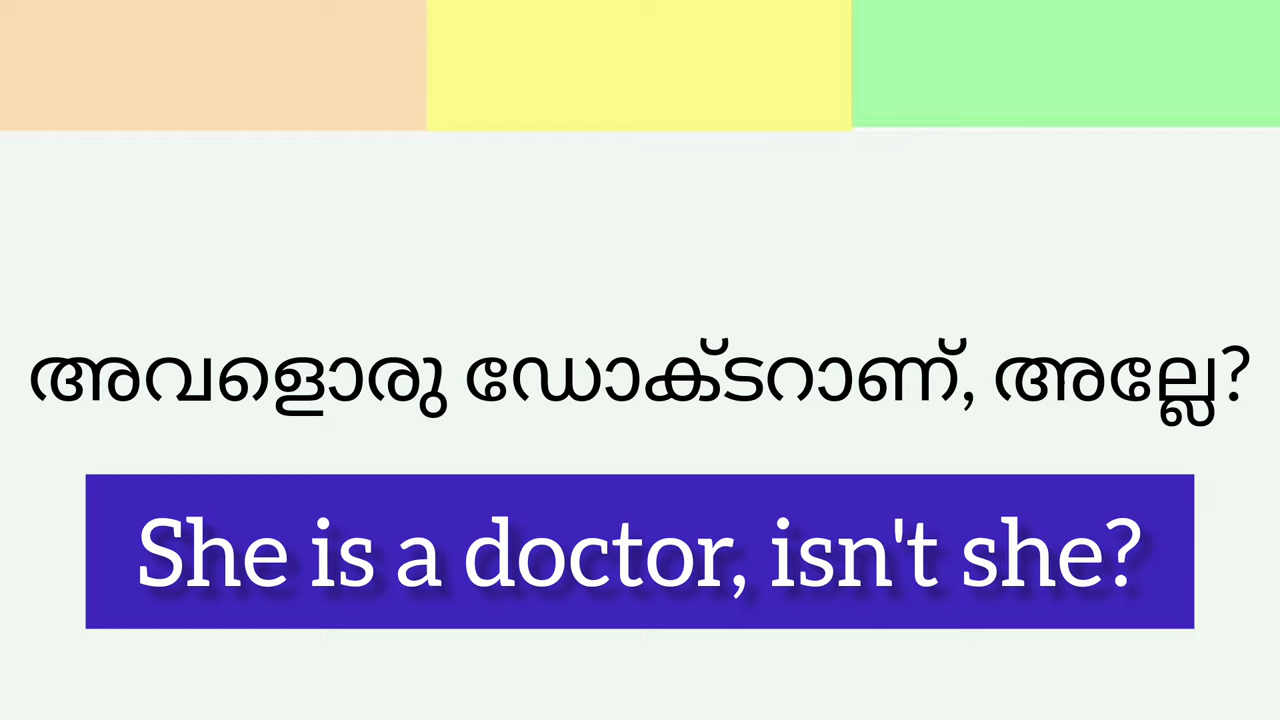 അവളൊരു ഡോക്ടറാണ്, അല്ലേ?
She is a doctor, isn't she?